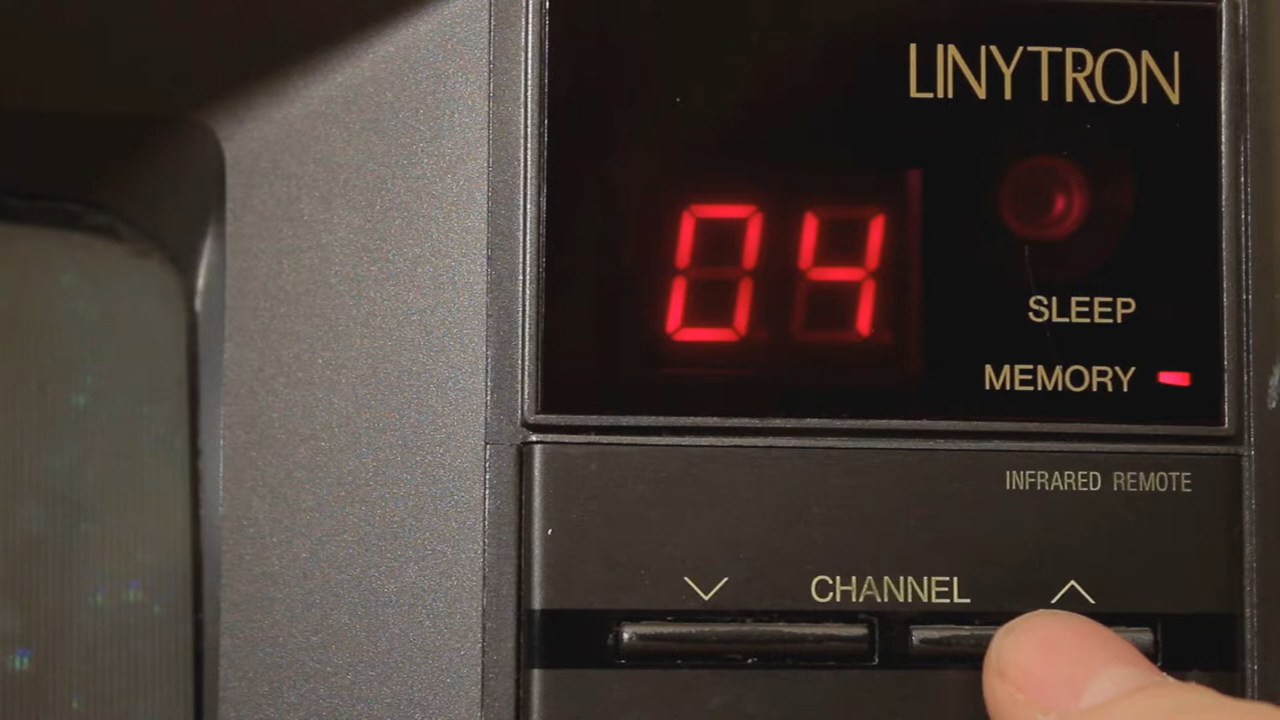 LINYTRON
04
SLEEP
MEMORY
INFRARED REMOTE
CHANNEL